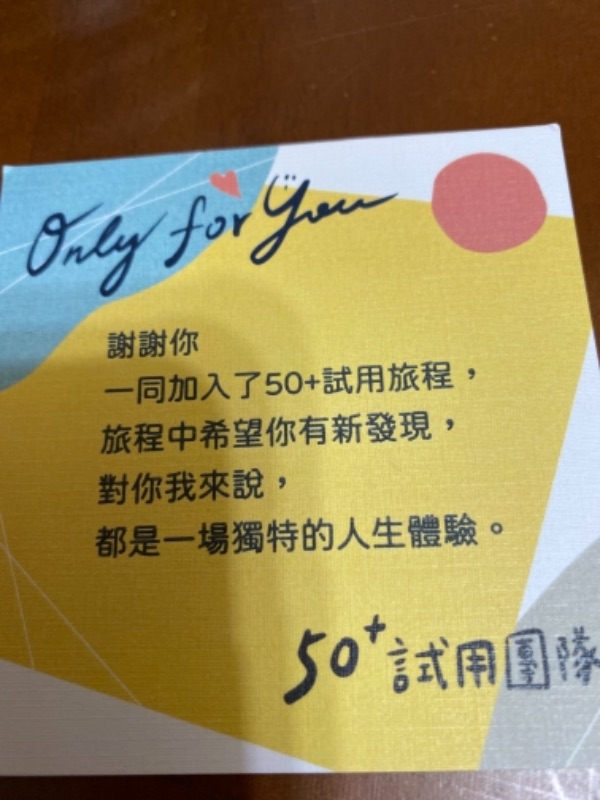 Only for You
謝謝你
一同加入了50+試用旅程，
旅程中希望你有新發現，
對你我來說，
都是一場獨特的人生體驗。
50+試用團隊